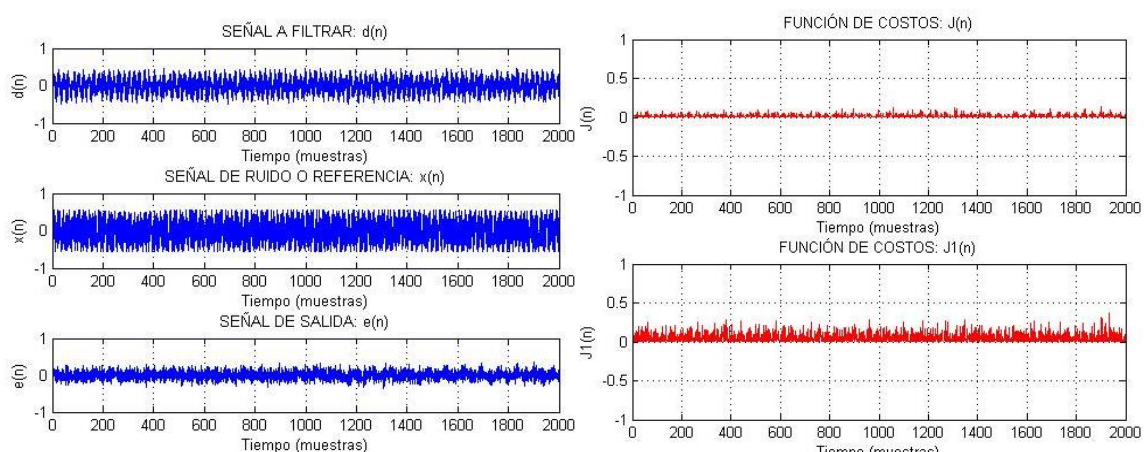 SEÑAL A FILTRAR: d(n)
1
0
-1
d(n)
0 200 400 600 800 1000 1200 1400 1600 1800 2000
Tiempo (muestras)
SEÑAL DE RUIDO O REFERENCIA: x(n)
1
0
-1
x(n)
0 200 400 600 800 1000 1200 1400 1600 1800 2000
Tiempo (muestras)
SEÑAL DE SALIDA: e(n)
1
0
-1
e(n)
0 200 400 600 800 1000 1200 1400 1600 1800 2000
Tiempo (muestras)
FUNCIÓN DE COSTOS: J(n)
1
0.5
0
-0.5
-1
J(n)
0 200 400 600 800 1000 1200 1400 1600 1800 2000
Tiempo (muestras)
FUNCIÓN DE COSTOS: J1(n)
1
0.5
0
-0.5
-1
J1(n)
0 200 400 600 800 1000 1200 1400 1600 1800 2000
Tiempo (muestras)